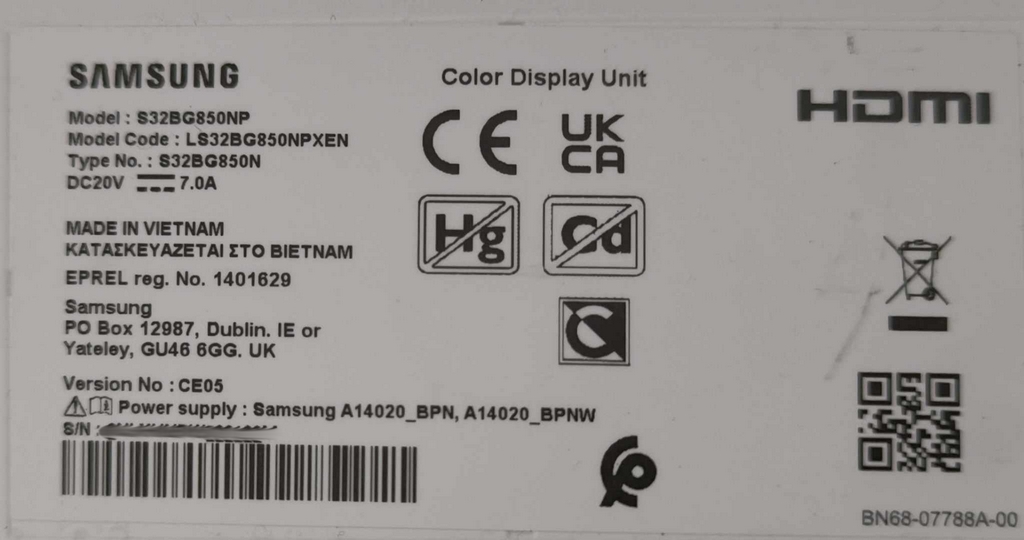 SAMSUNG
Color Display Unit
HDMI
Model : S32BG850NP
Model Code : LS32BG850NPXEN
Type No. : S32BG850N
DC20V 7.0A
CE
UK
CA
Hg
Cd
MADE IN VIETNAM
ΚΑΤΑΣΚΕΥΑΖΕΤΑΙ ΣΤΟ ΒΙΕΤΝΑΜ
EPREL reg. No. 1401629
Samsung
PO Box 12987, Dublin. IE or
Yateley, GU46 6GG. UK
Version No : CE05
Power supply : Samsung A14020_BPN, A14020_BPNW
S/N :
BN68-07788A-00